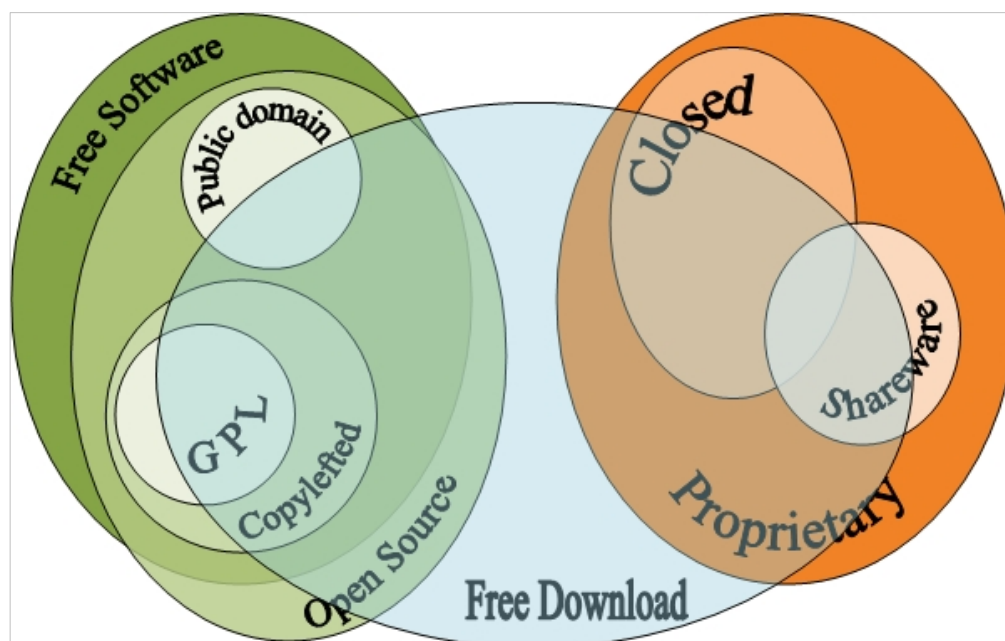 Free Software
Public domain
GPL
Copylefted
Open Source
Free Download
Closed
Shareware
Proprietary